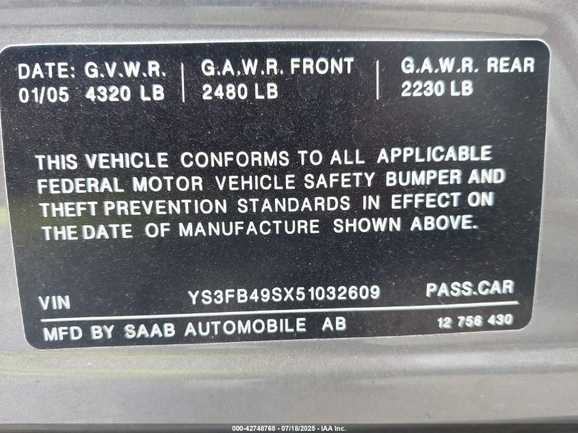 DATE: G.V.W.R. G.A.W.R. FRONT G.A.W.R. REAR
01/05 4320 LB 2480 LB 2230 LB
THIS VEHICLE CONFORMS TO ALL APPLICABLE
FEDERAL MOTOR VEHICLE SAFETY BUMPER AND
THEFT PREVENTION STANDARDS IN EFFECT ON
THE DATE OF MANUFACTURE SHOWN ABOVE.
VIN YS3FB49SX51032609 PASS.CAR
MFD BY SAAB AUTOMOBILE AB 12 756 430
000-42748768 - 07/18/2025 - IAA Inc.